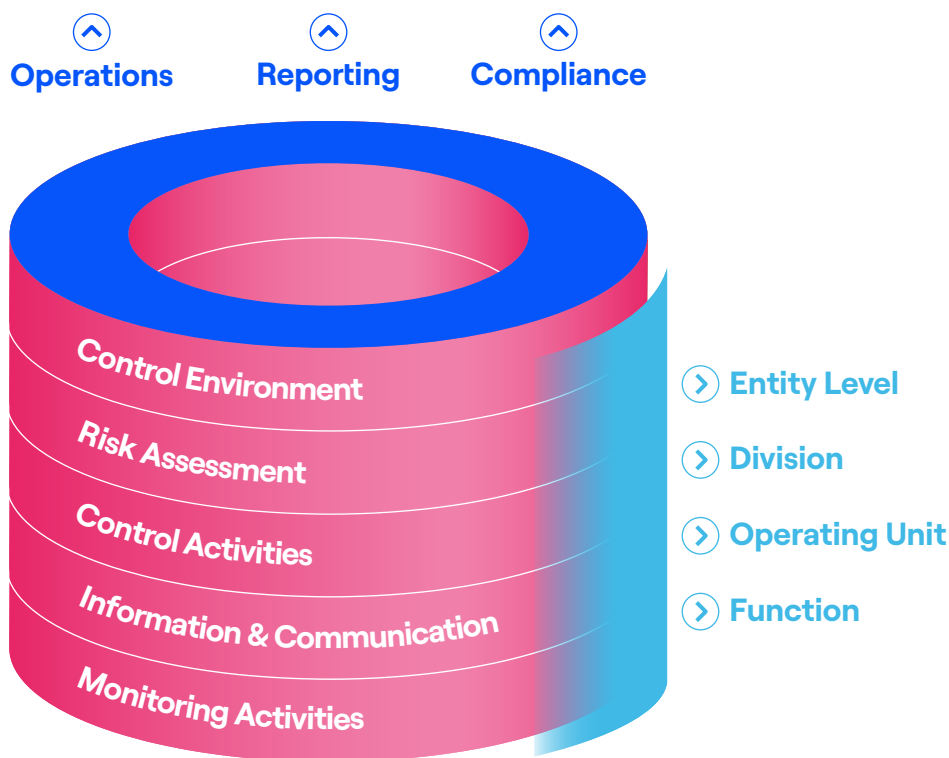 Operations
Reporting
Compliance
Control Environment
Risk Assessment
Control Activities
Information & Communication
Monitoring Activities
Entity Level
Division
Operating Unit
Function